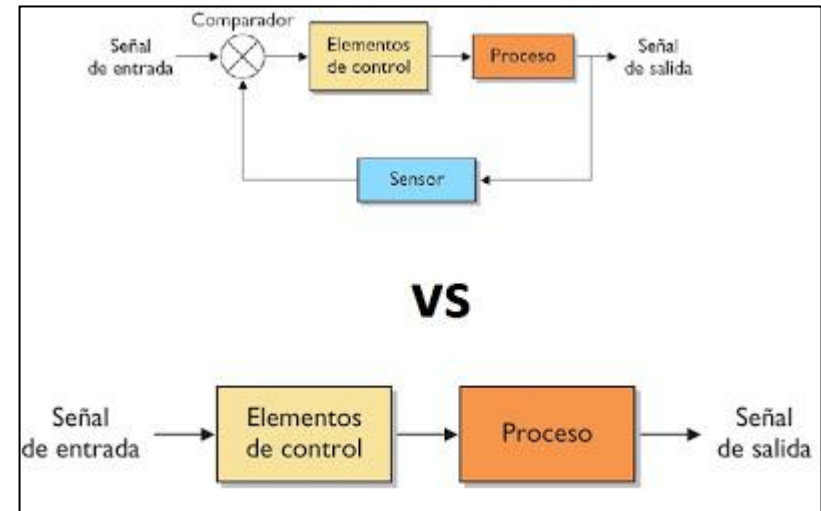 Comparador
Señal
de entrada
Elementos
de control
Proceso
Señal
de salida
Sensor
VS
Señal
de entrada
Elementos
de control
Proceso
Señal
de salida